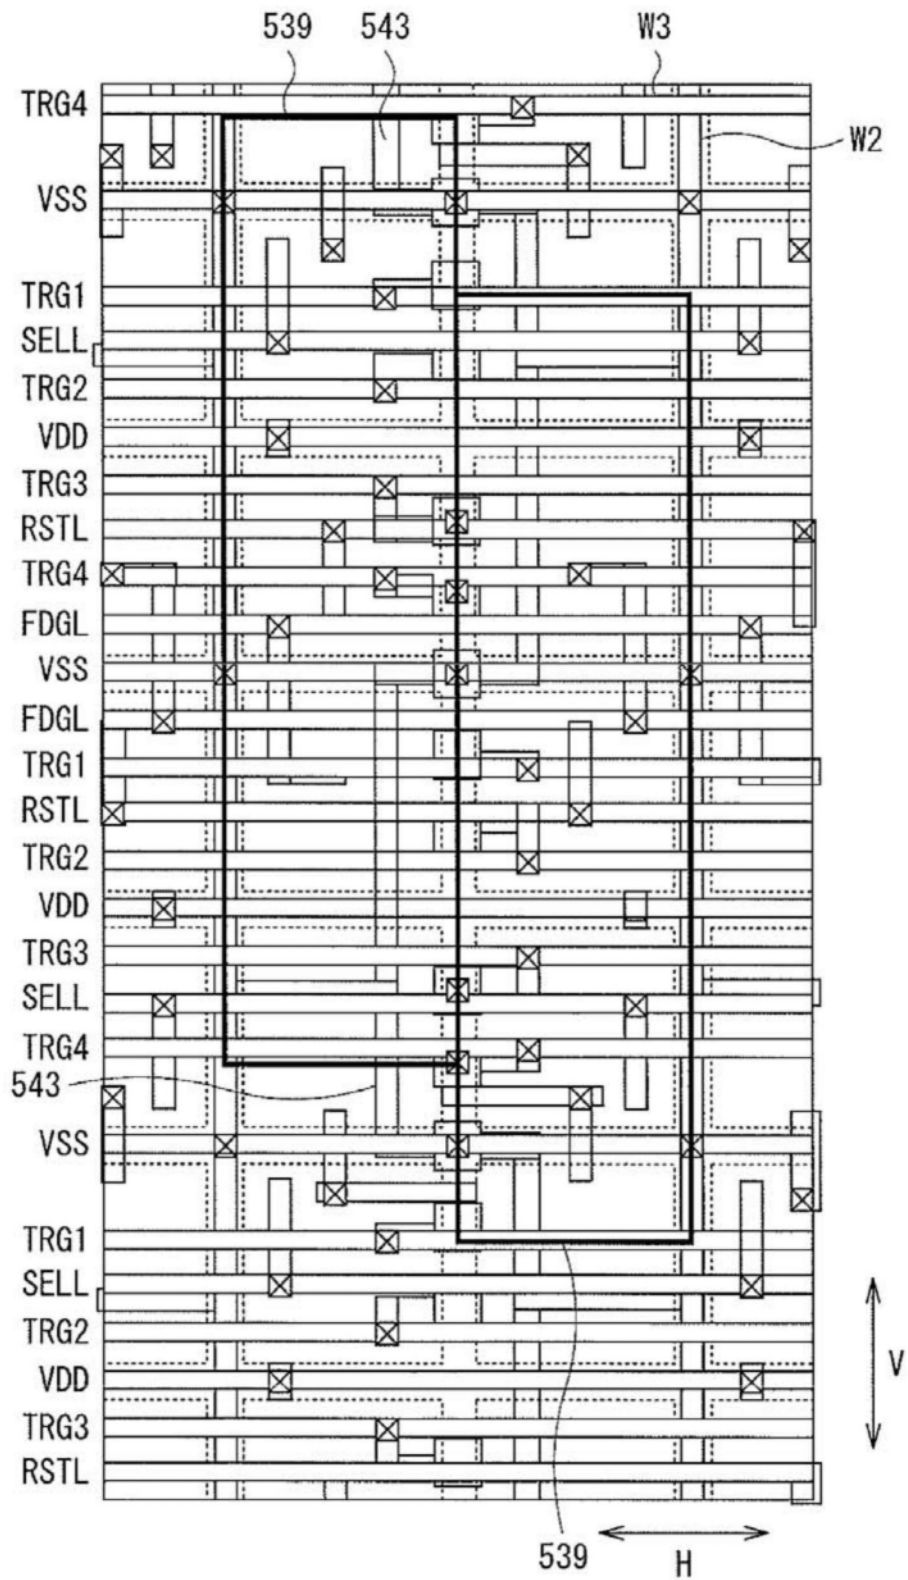 539 543 W3
TRG4
W2
VSS
TRG1
SELL
TRG2
VDD
TRG3
RSTL
TRG4
FDGL
VSS
FDGL
TRG1
RSTL
TRG2
VDD
TRG3
SELL
TRG4
543
VSS
TRG1
SELL
TRG2
V
VDD
TRG3
RSTL
539 H